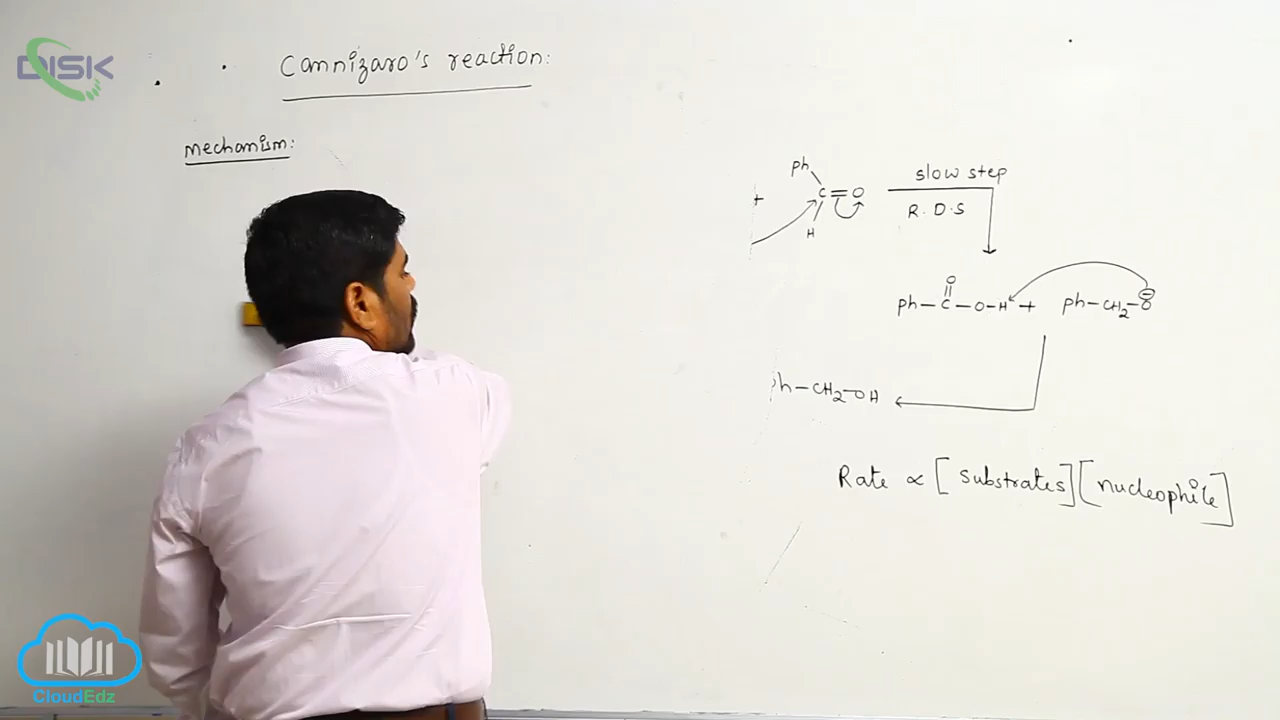 DISK
Cannizaro's reaction:
mechanism:
Ph
+ C=O
H
slow step
R.D.S
O
Ph-C-O-H + Ph-CH2-O⊖
Ph-CH2-OH
Rate ∝ [substrates][nucleophile]
CloudEdz